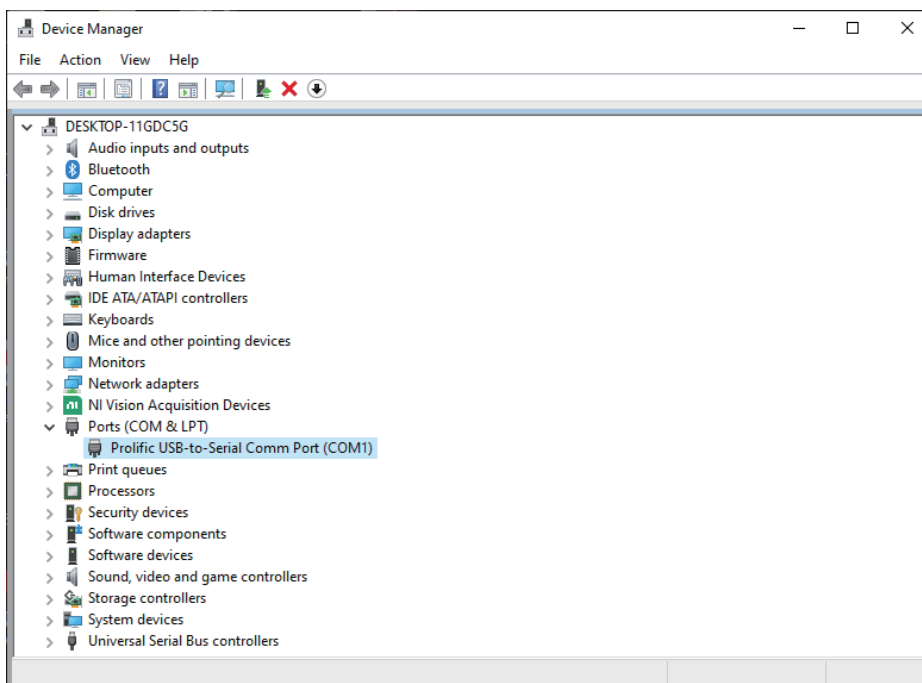 Device Manager
File Action View Help
DESKTOP-11GDC5G
Audio inputs and outputs
Bluetooth
Computer
Disk drives
Display adapters
Firmware
Human Interface Devices
IDE ATA/ATAPI controllers
Keyboards
Mice and other pointing devices
Monitors
Network adapters
NI Vision Acquisition Devices
Ports (COM & LPT)
Prolific USB-to-Serial Comm Port (COM1)
Print queues
Processors
Security devices
Software components
Software devices
Sound, video and game controllers
Storage controllers
System devices
Universal Serial Bus controllers